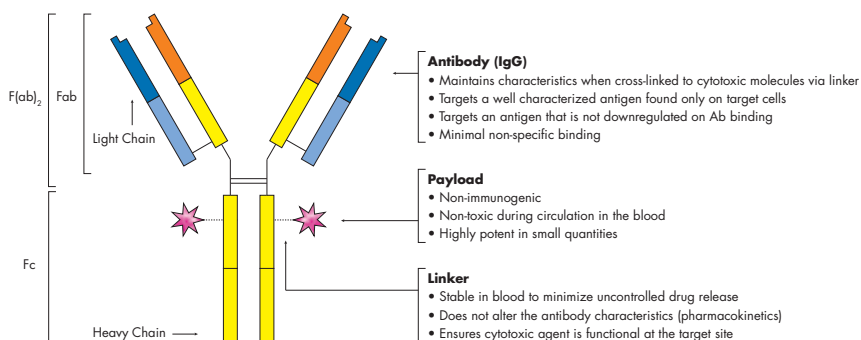 F(ab)2
Fab
Light Chain
Fc
Heavy Chain
Antibody (IgG)
• Maintains characteristics when cross-linked to cytotoxic molecules via linker
• Targets a well characterized antigen found only on target cells
• Targets an antigen that is not downregulated on Ab binding
• Minimal non-specific binding
Payload
• Non-immunogenic
• Non-toxic during circulation in the blood
• Highly potent in small quantities
Linker
• Stable in blood to minimize uncontrolled drug release
• Does not alter the antibody characteristics (pharmacokinetics)
• Ensures cytotoxic agent is functional at the target site